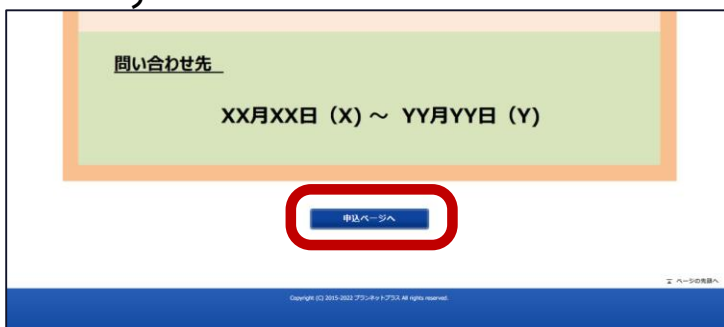 問い合わせ先
XX月XX日（X）～ YY月YY日（Y）
申込ページへ
ページの先頭へ
Copyright (C) 2015-2022 プランネットプラス All rights reserved.